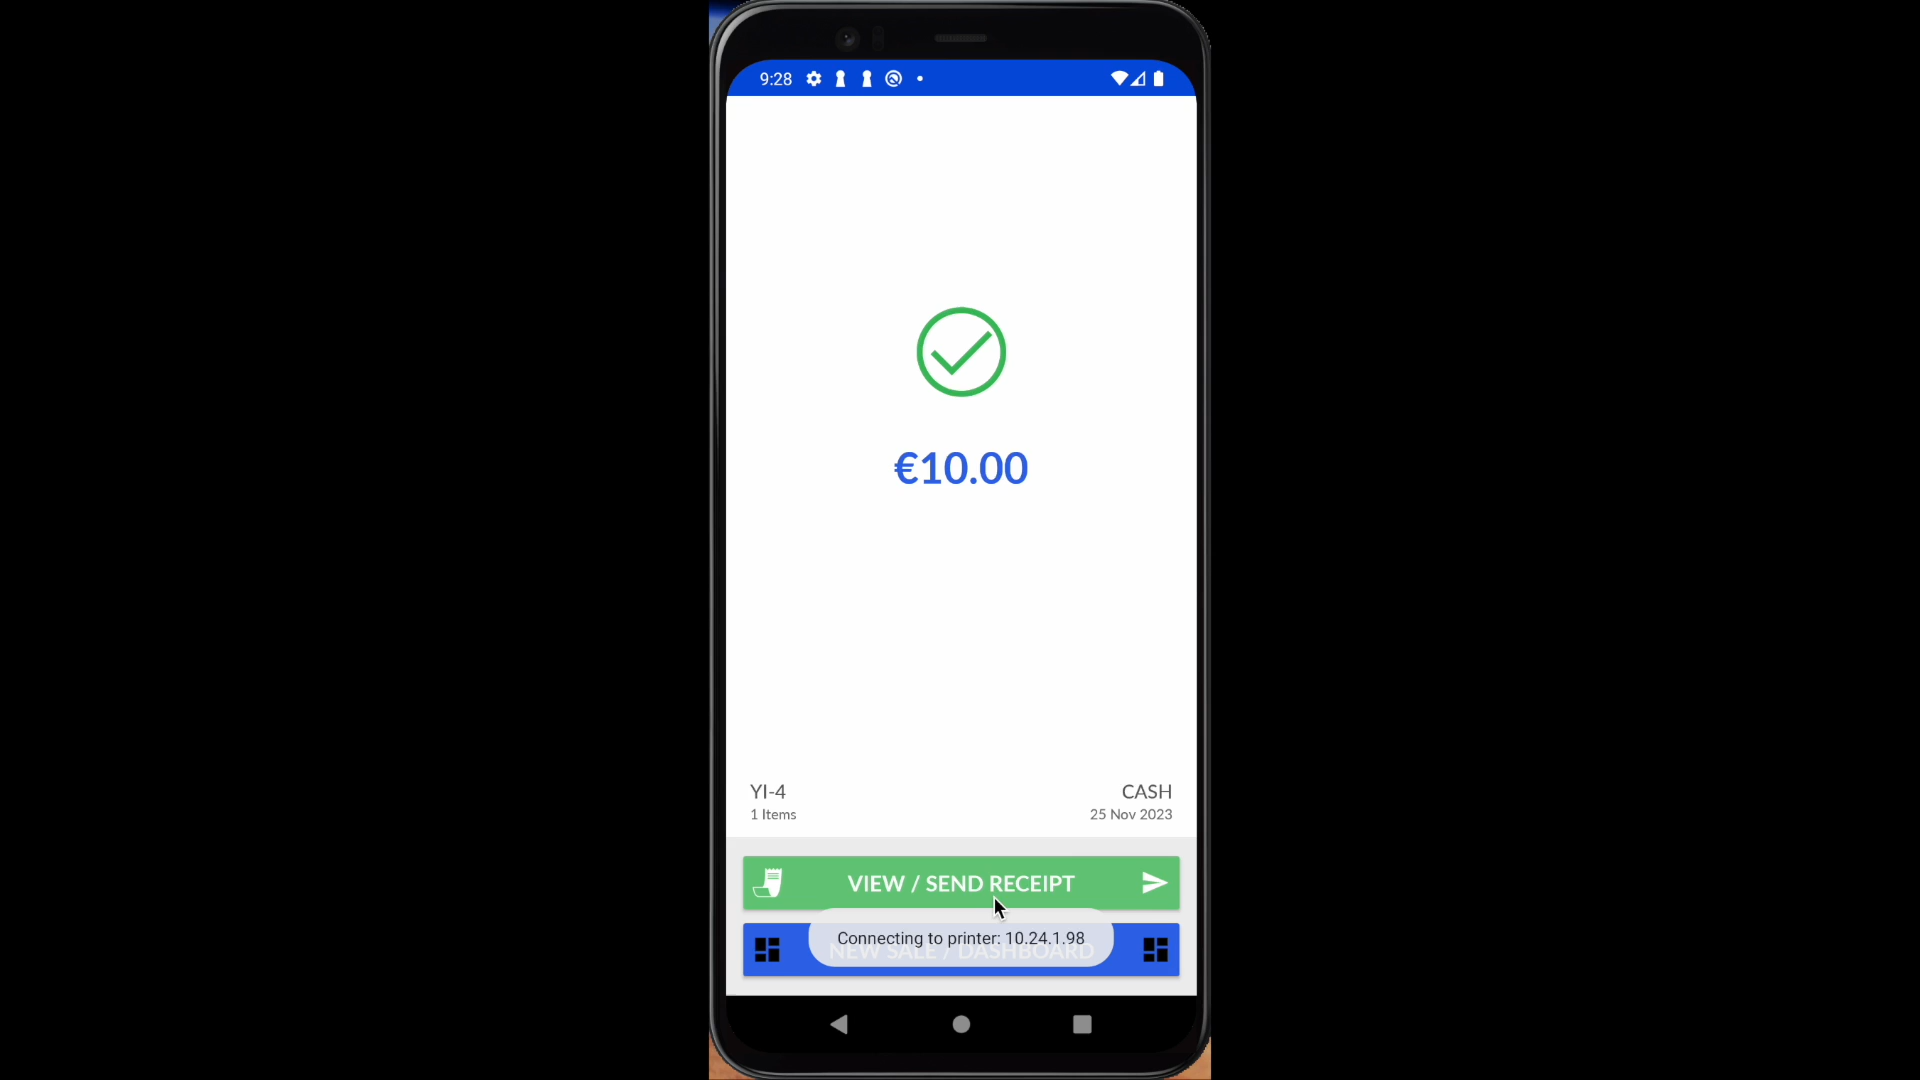 9:28
€10.00
YI-4
CASH
1 Items
25 Nov 2023
VIEW / SEND RECEIPT
Connecting to printer: 10.24.1.98
NEW SALE / DASHBOARD